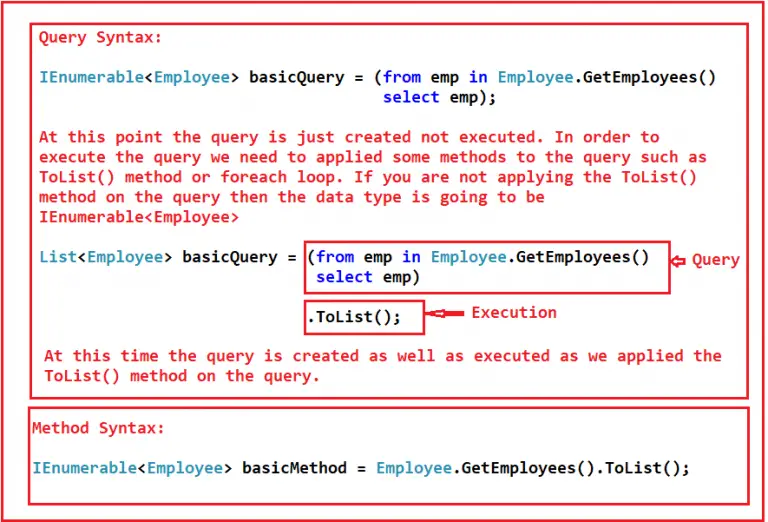 Query Syntax:
IEnumerable<Employee> basicQuery = (from emp in Employee.GetEmployees()
select emp);
At this point the query is just created not executed. In order to
execute the query we need to applied some methods to the query such as
ToList() method or foreach loop. If you are not applying the ToList()
method on the query then the data type is going to be
IEnumerable<Employee>
List<Employee> basicQuery = (from emp in Employee.GetEmployees()
select emp)
Query
.ToList();
Execution
At this time the query is created as well as executed as we applied the
ToList() method on the query.
Method Syntax:
IEnumerable<Employee> basicMethod = Employee.GetEmployees().ToList();